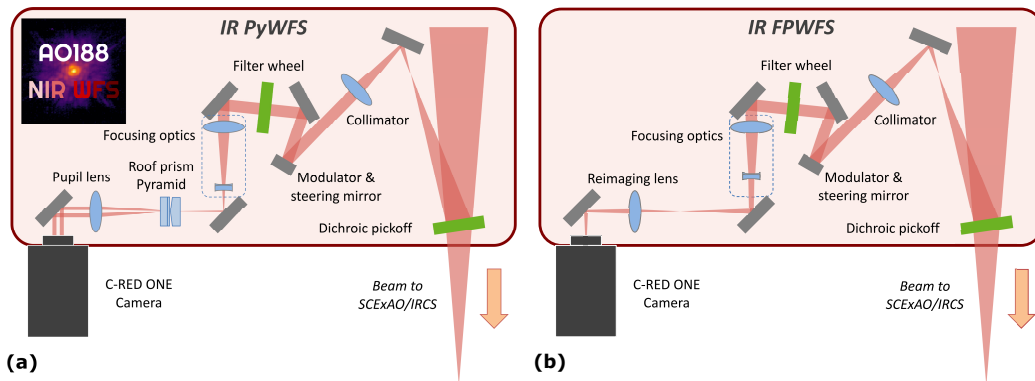 IR PyWFS
AO188
NIR WFS
Filter wheel
Collimator
Focusing optics
Roof prism
Pyramid
Pupil lens
Modulator &
steering mirror
Dichroic pickoff
C-RED ONE
Camera
Beam to
SCExAO/IRCS
(a)
IR FPWFS
Filter wheel
Collimator
Focusing optics
Reimaging lens
Modulator &
steering mirror
Dichroic pickoff
C-RED ONE
Camera
Beam to
SCExAO/IRCS
(b)